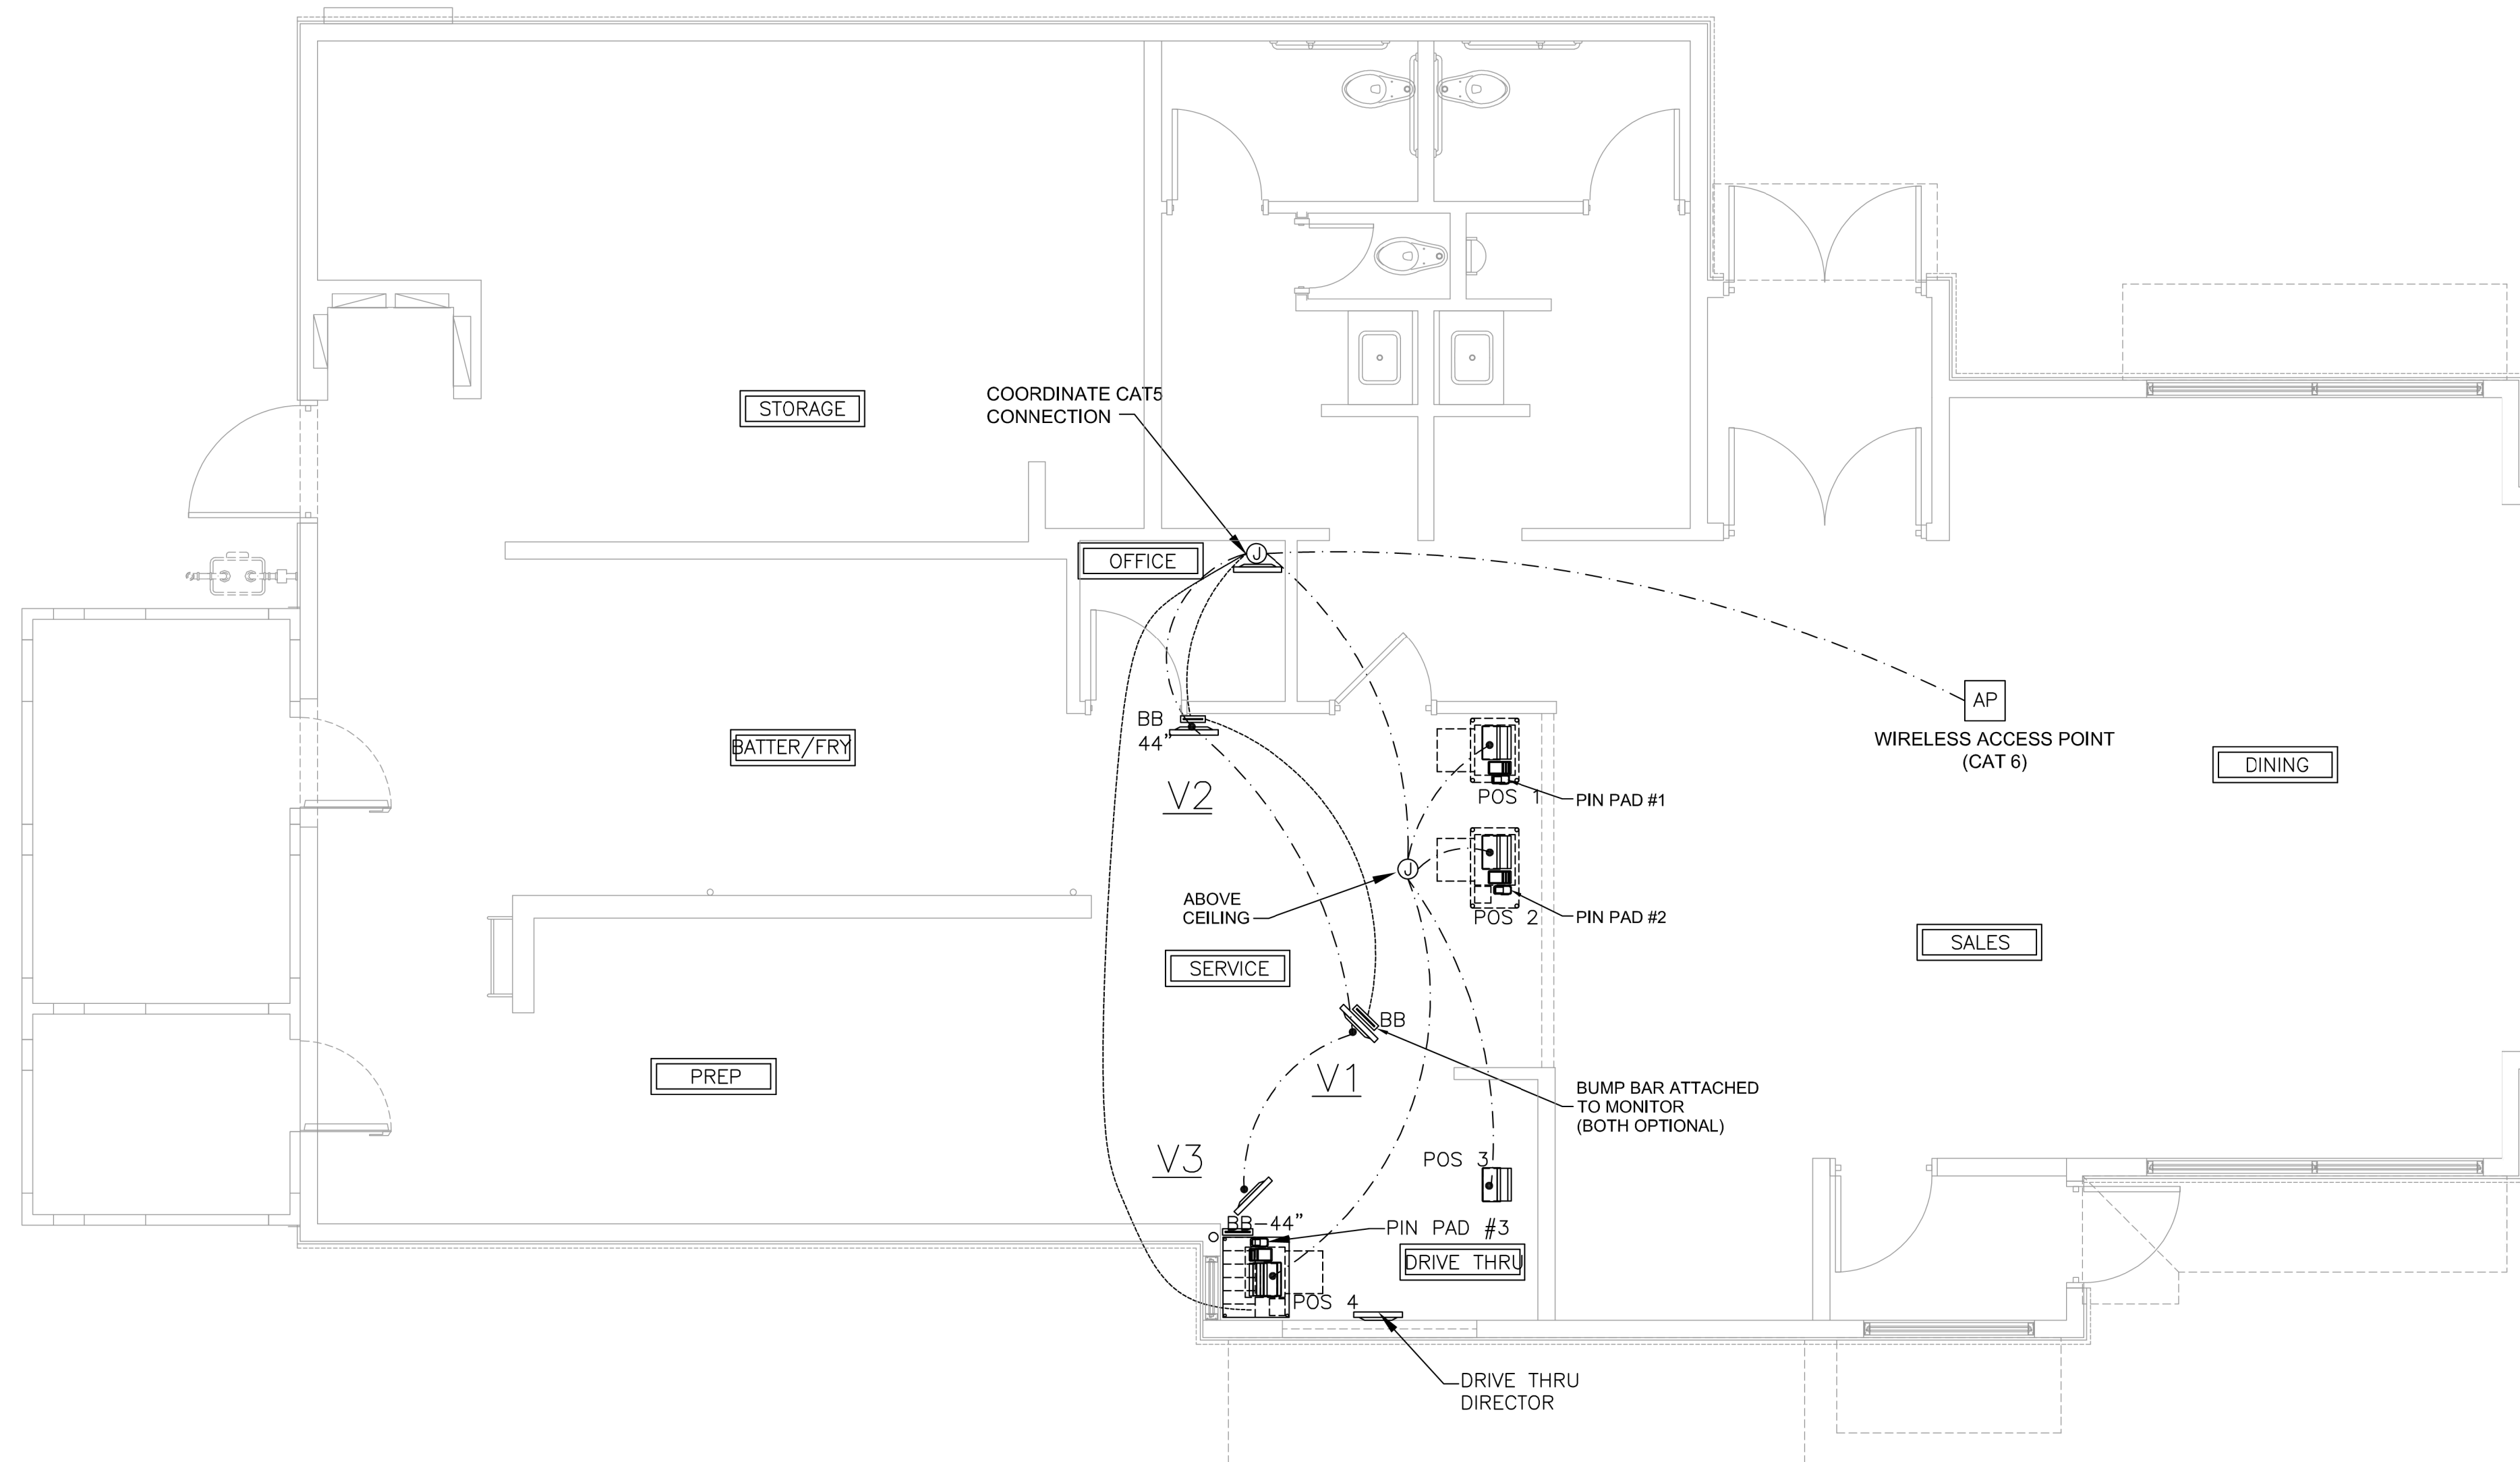 STORAGE
COORDINATE CAT5
CONNECTION
OFFICE
J
AP
WIRELESS ACCESS POINT
(CAT 6)
BB
44”
BATTER/FRY
DINING
V2
POS 1
PIN PAD #1
J
ABOVE
CEILING
POS 2
PIN PAD #2
SALES
SERVICE
BB
PREP
V1
BUMP BAR ATTACHED
TO MONITOR
(BOTH OPTIONAL)
V3
POS 3
BB-44”
PIN PAD #3
DRIVE THRU
POS 4
DRIVE THRU
DIRECTOR